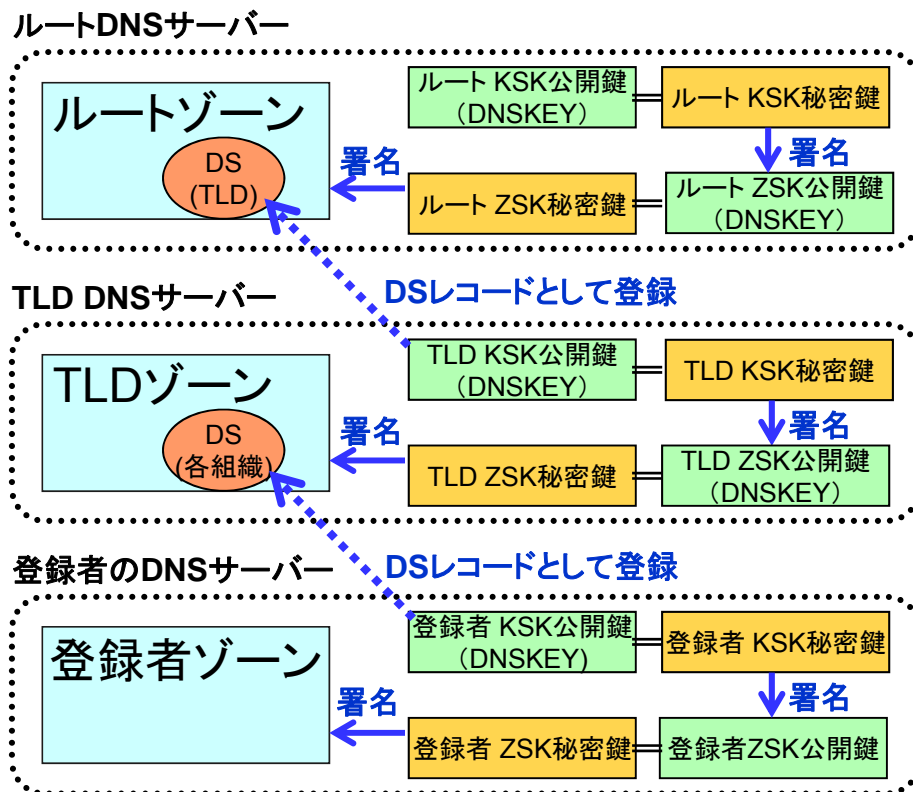 ルートDNSサーバー
ルートゾーン
DS
(TLD)
署名
ルート KSK公開鍵
(DNSKEY)
ルート KSK秘密鍵
署名
ルート ZSK秘密鍵
ルート ZSK公開鍵
(DNSKEY)
DSレコードとして登録
TLD DNSサーバー
TLDゾーン
DS
(各組織)
署名
TLD KSK公開鍵
(DNSKEY)
TLD KSK秘密鍵
署名
TLD ZSK秘密鍵
TLD ZSK公開鍵
(DNSKEY)
DSレコードとして登録
登録者のDNSサーバー
登録者ゾーン
署名
登録者 KSK公開鍵
(DNSKEY)
登録者 KSK秘密鍵
署名
登録者 ZSK秘密鍵
登録者ZSK公開鍵